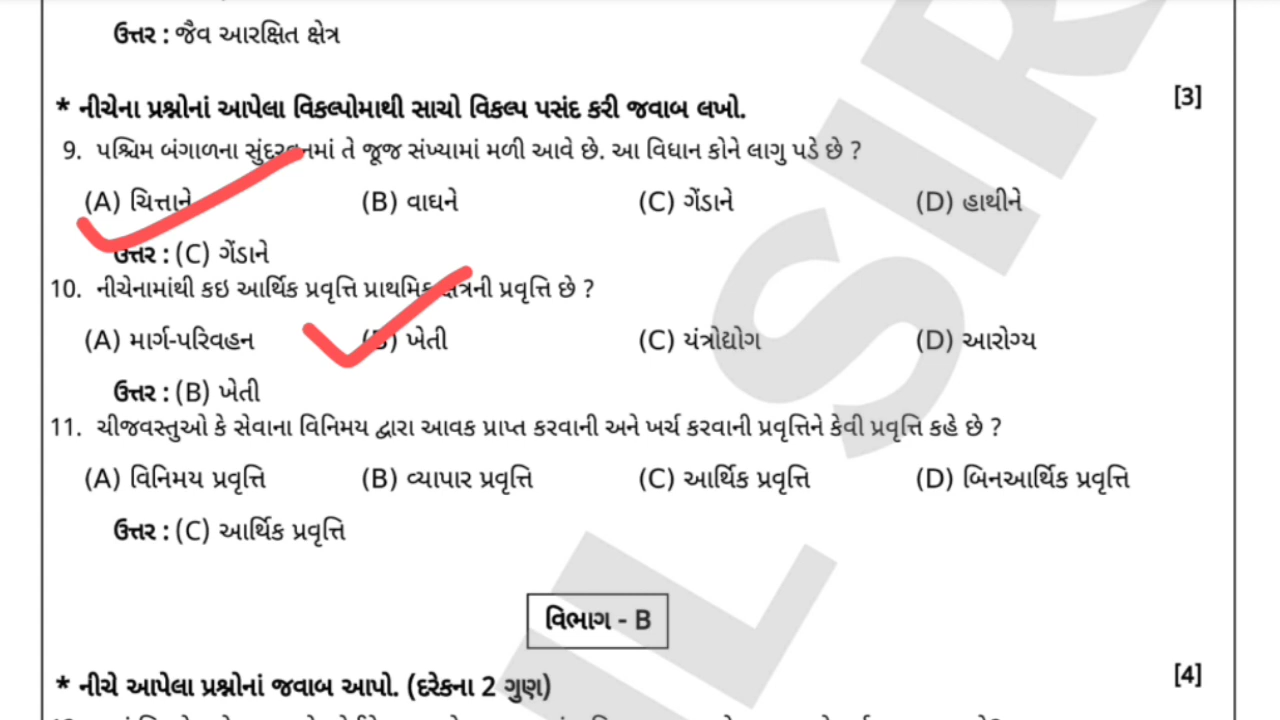 ઉત્તર : જૈવ આરક્ષિત ક્ષેત્ર
* નીચેના પ્રશ્નોનાં આપેલા વિકલ્પોમાથી સાચો વિકલ્પ પસંદ કરી જવાબ લખો. [3]
9. પશ્ચિમ બંગાળના સુંદરવનમાં તે જૂજ સંખ્યામાં મળી આવે છે. આ વિધાન કોને લાગુ પડે છે ?
(A) ચિત્તાને (B) વાઘને (C) ગેંડાને (D) હાથીને
ઉત્તર : (C) ગેંડાને
10. નીચેનામાંથી કઇ આર્થિક પ્રવૃત્તિ પ્રાથમિક ક્ષેત્રની પ્રવૃત્તિ છે ?
(A) માર્ગ-પરિવહન (B) ખેતી (C) યંત્રોદ્યોગ (D) આરોગ્ય
ઉત્તર : (B) ખેતી
11. ચીજવસ્તુઓ કે સેવાના વિનિમય દ્વારા આવક પ્રાપ્ત કરવાની અને ખર્ચ કરવાની પ્રવૃત્તિને કેવી પ્રવૃત્તિ કહે છે ?
(A) વિનિમય પ્રવૃત્તિ (B) વ્યાપાર પ્રવૃત્તિ (C) આર્થિક પ્રવૃત્તિ (D) બિનઆર્થિક પ્રવૃત્તિ
ઉત્તર : (C) આર્થિક પ્રવૃત્તિ
વિભાગ - B
* નીચે આપેલા પ્રશ્નોનાં જવાબ આપો. (દરેકના 2 ગુણ) [4]